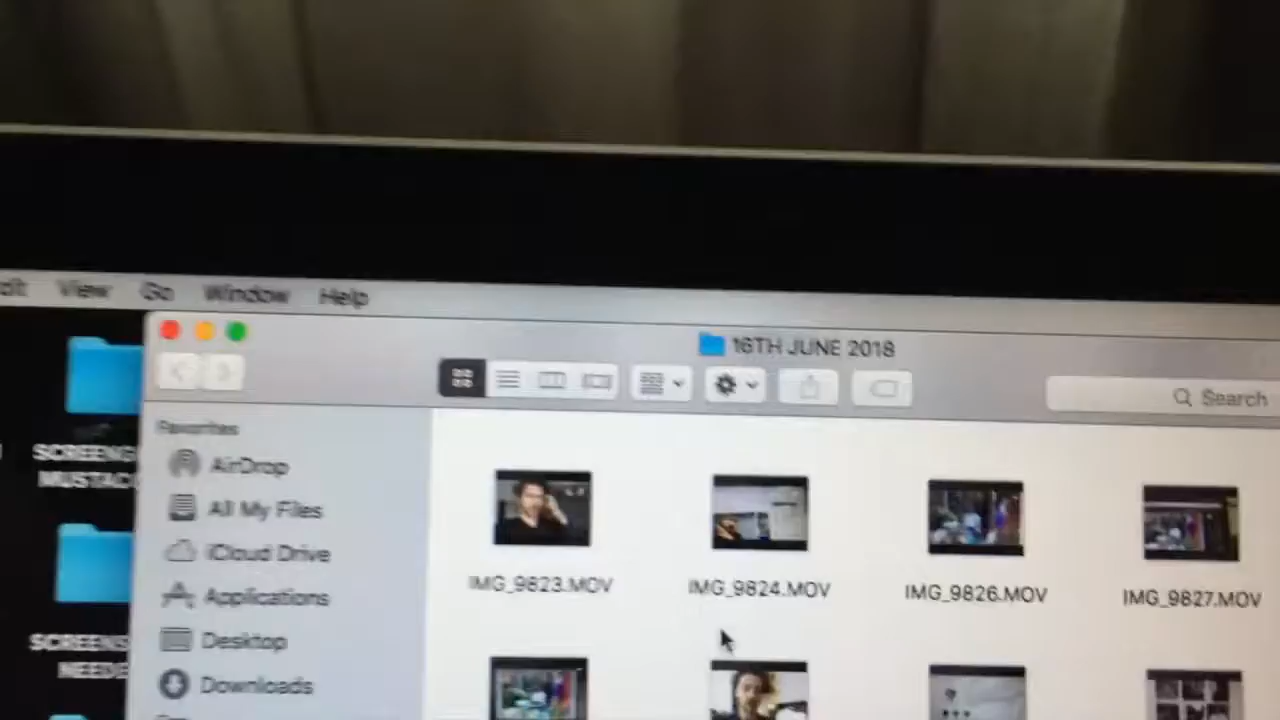 View Go Window Help
16TH JUNE 2018
Search
Favorites
AirDrop
All My Files
iCloud Drive
Applications
Desktop
Downloads
IMG_9823.MOV
IMG_9824.MOV
IMG_9826.MOV
IMG_9827.MOV